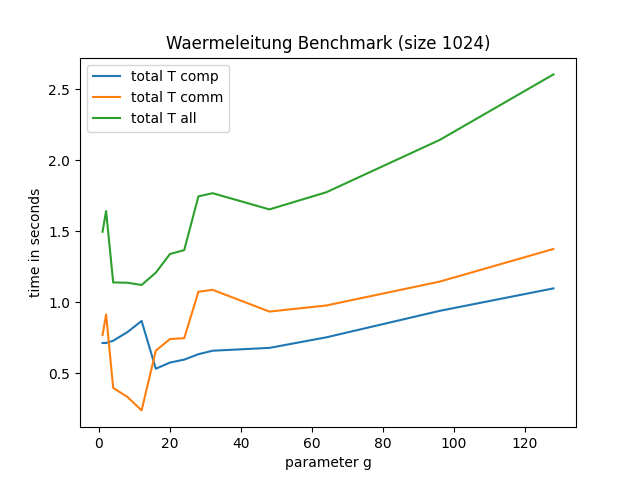 Waermeleitung Benchmark (size 1024)
total T comp
total T comm
total T all
time in seconds
2.5
2.0
1.5
1.0
0.5
0 20 40 60 80 100 120
parameter g